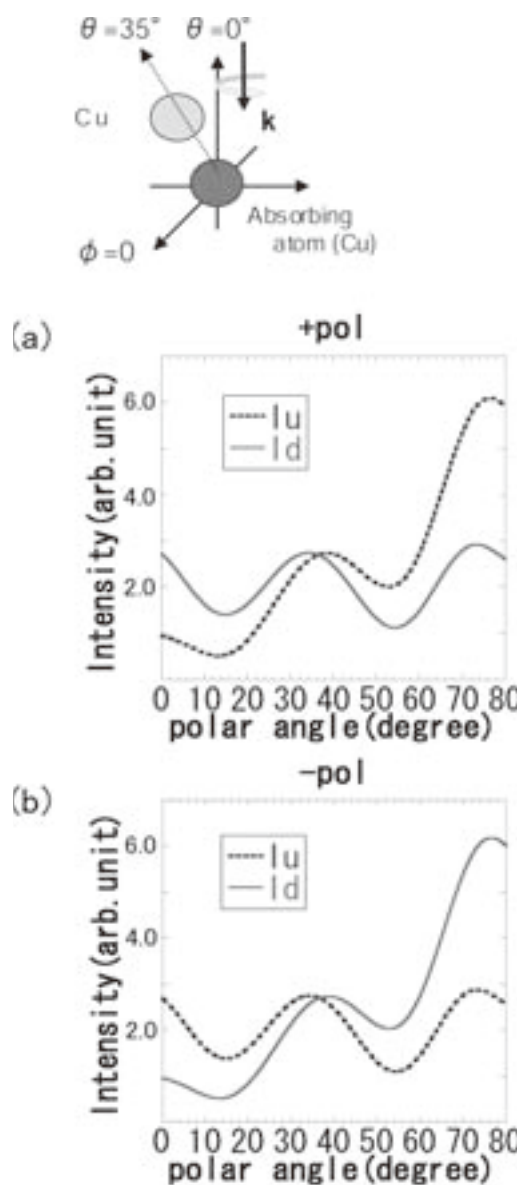 θ=35° θ=0°
Cu
k
Absorbing
atom (Cu)
ϕ=0
(a)
+pol
Intensity(arb.unit)
6.0
4.0
2.0
Iu
Id
0 10 20 30 40 50 60 70 80
polar angle(degree)
(b)
-pol
Intensity(arb.unit)
6.0
4.0
2.0
Iu
Id
0 10 20 30 40 50 60 70 80
polar angle(degree)